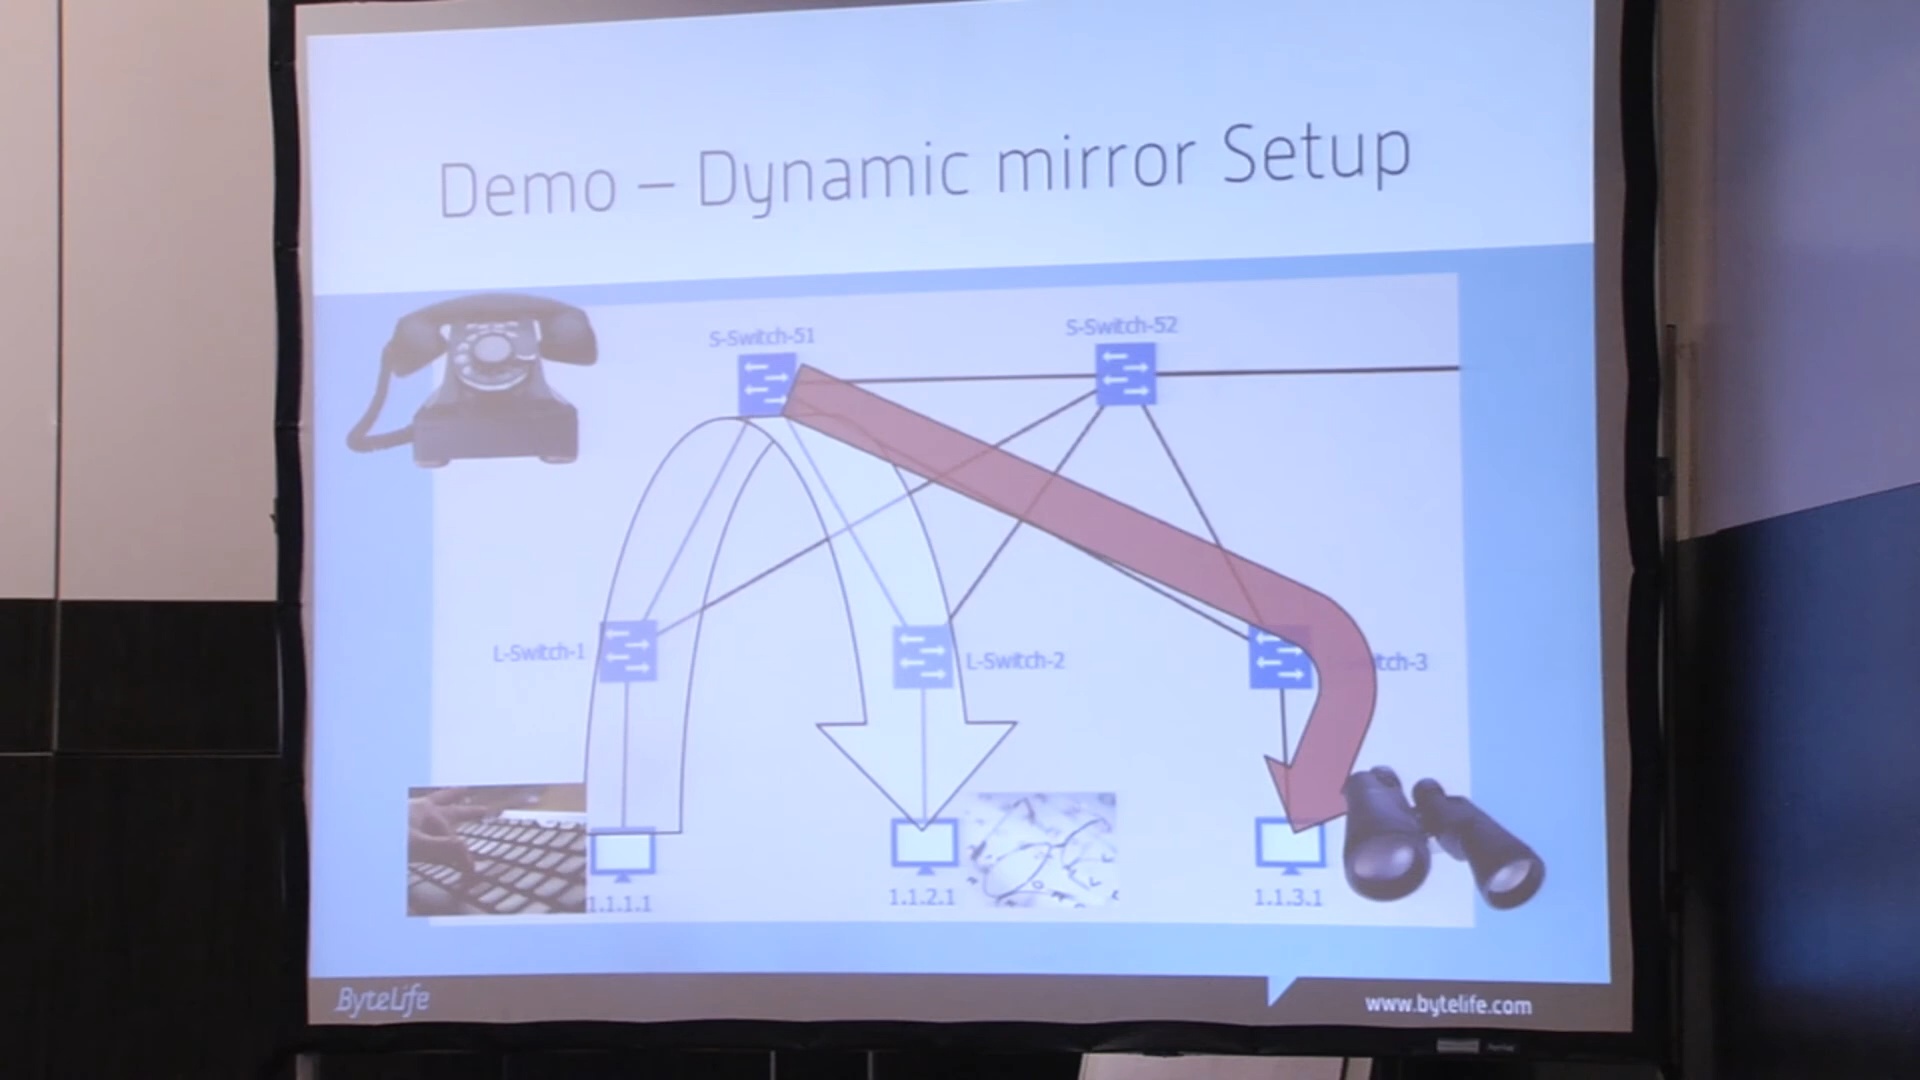 Demo – Dynamic mirror Setup
S-Switch-51
S-Switch-52
L-Switch-1
L-Switch-2
tch-3
1.1.1.1
1.1.2.1
1.1.3.1
ByteLife
www.bytelife.com